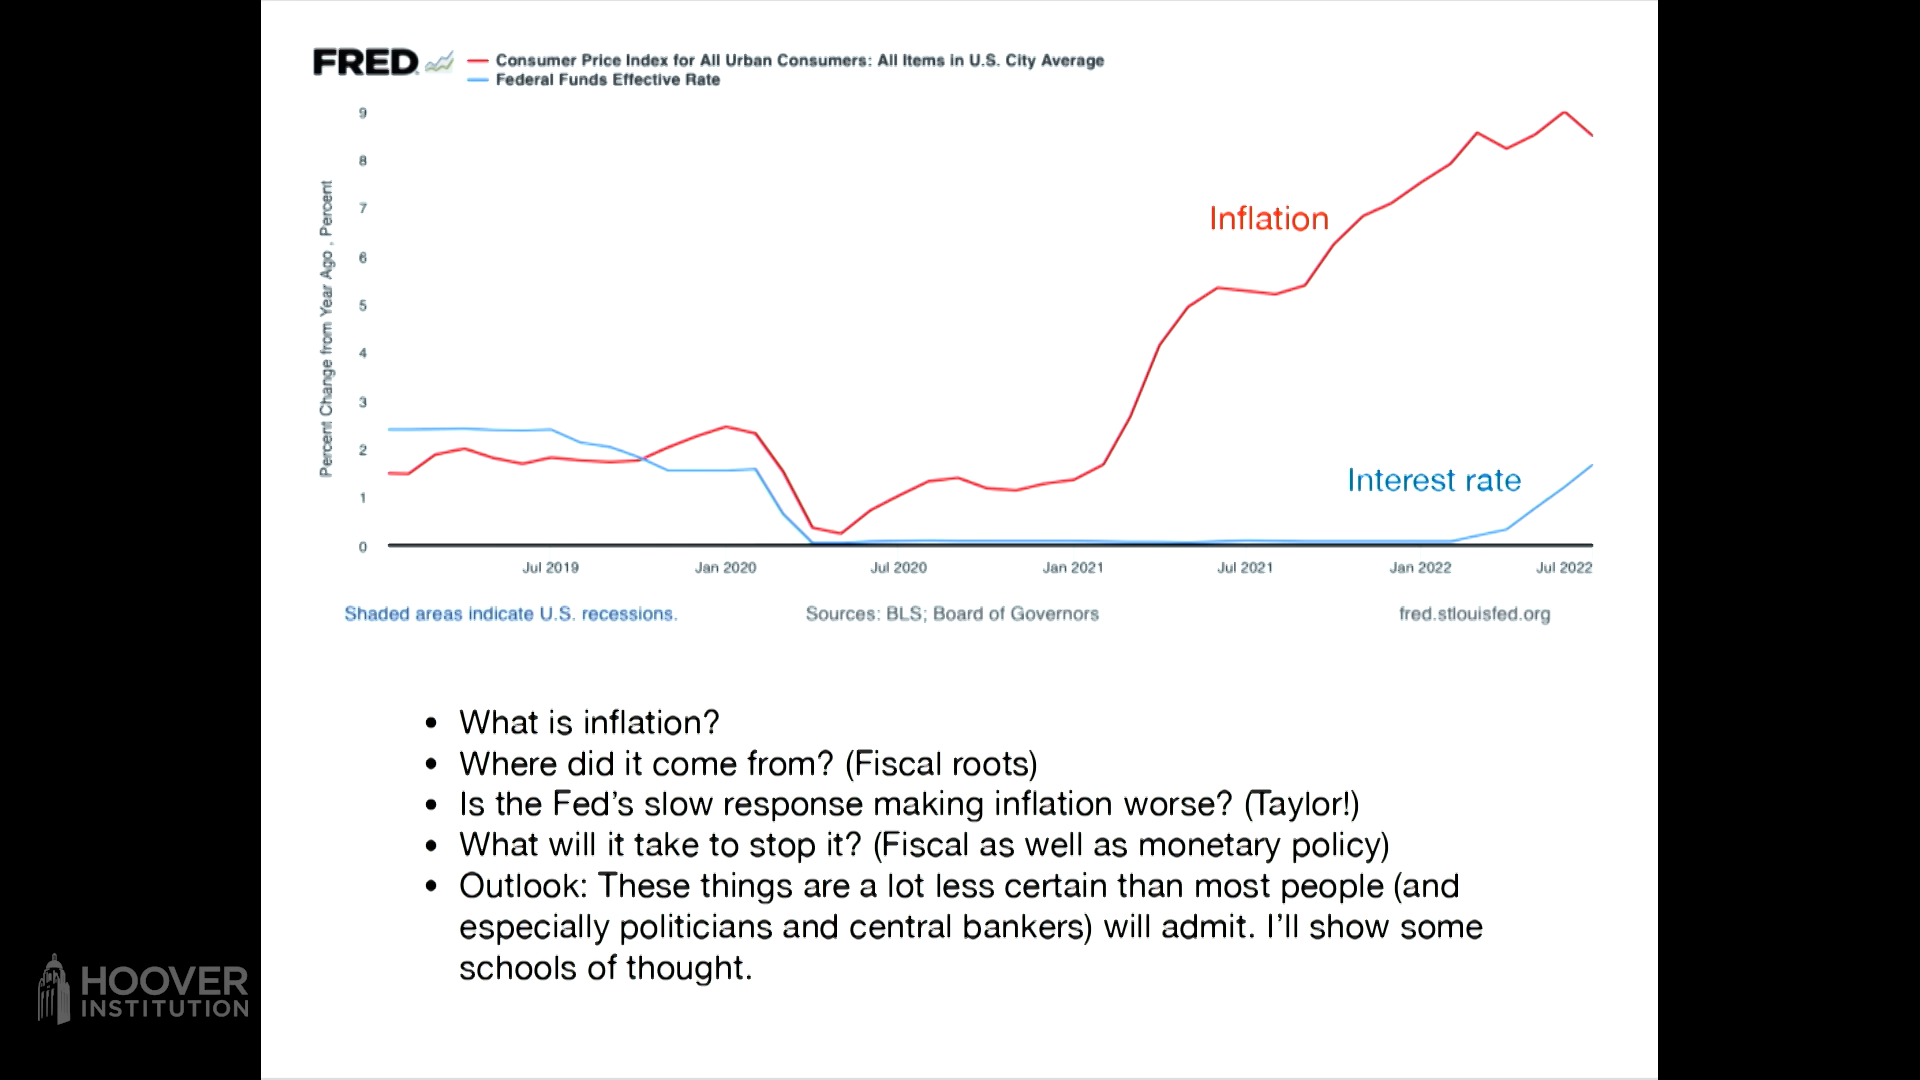 FRED
Consumer Price Index for All Urban Consumers: All Items in U.S. City Average
Federal Funds Effective Rate
Percent Change from Year Ago , Percent
9
8
7
6
5
4
3
2
1
0
Inflation
Interest rate
Jul 2019 Jan 2020 Jul 2020 Jan 2021 Jul 2021 Jan 2022 Jul 2022
Shaded areas indicate U.S. recessions. Sources: BLS; Board of Governors fred.stlouisfed.org
• What is inflation?
• Where did it come from? (Fiscal roots)
• Is the Fed's slow response making inflation worse? (Taylor!)
• What will it take to stop it? (Fiscal as well as monetary policy)
• Outlook: These things are a lot less certain than most people (and
especially politicians and central bankers) will admit. I'll show some
schools of thought.
HOOVER
INSTITUTION